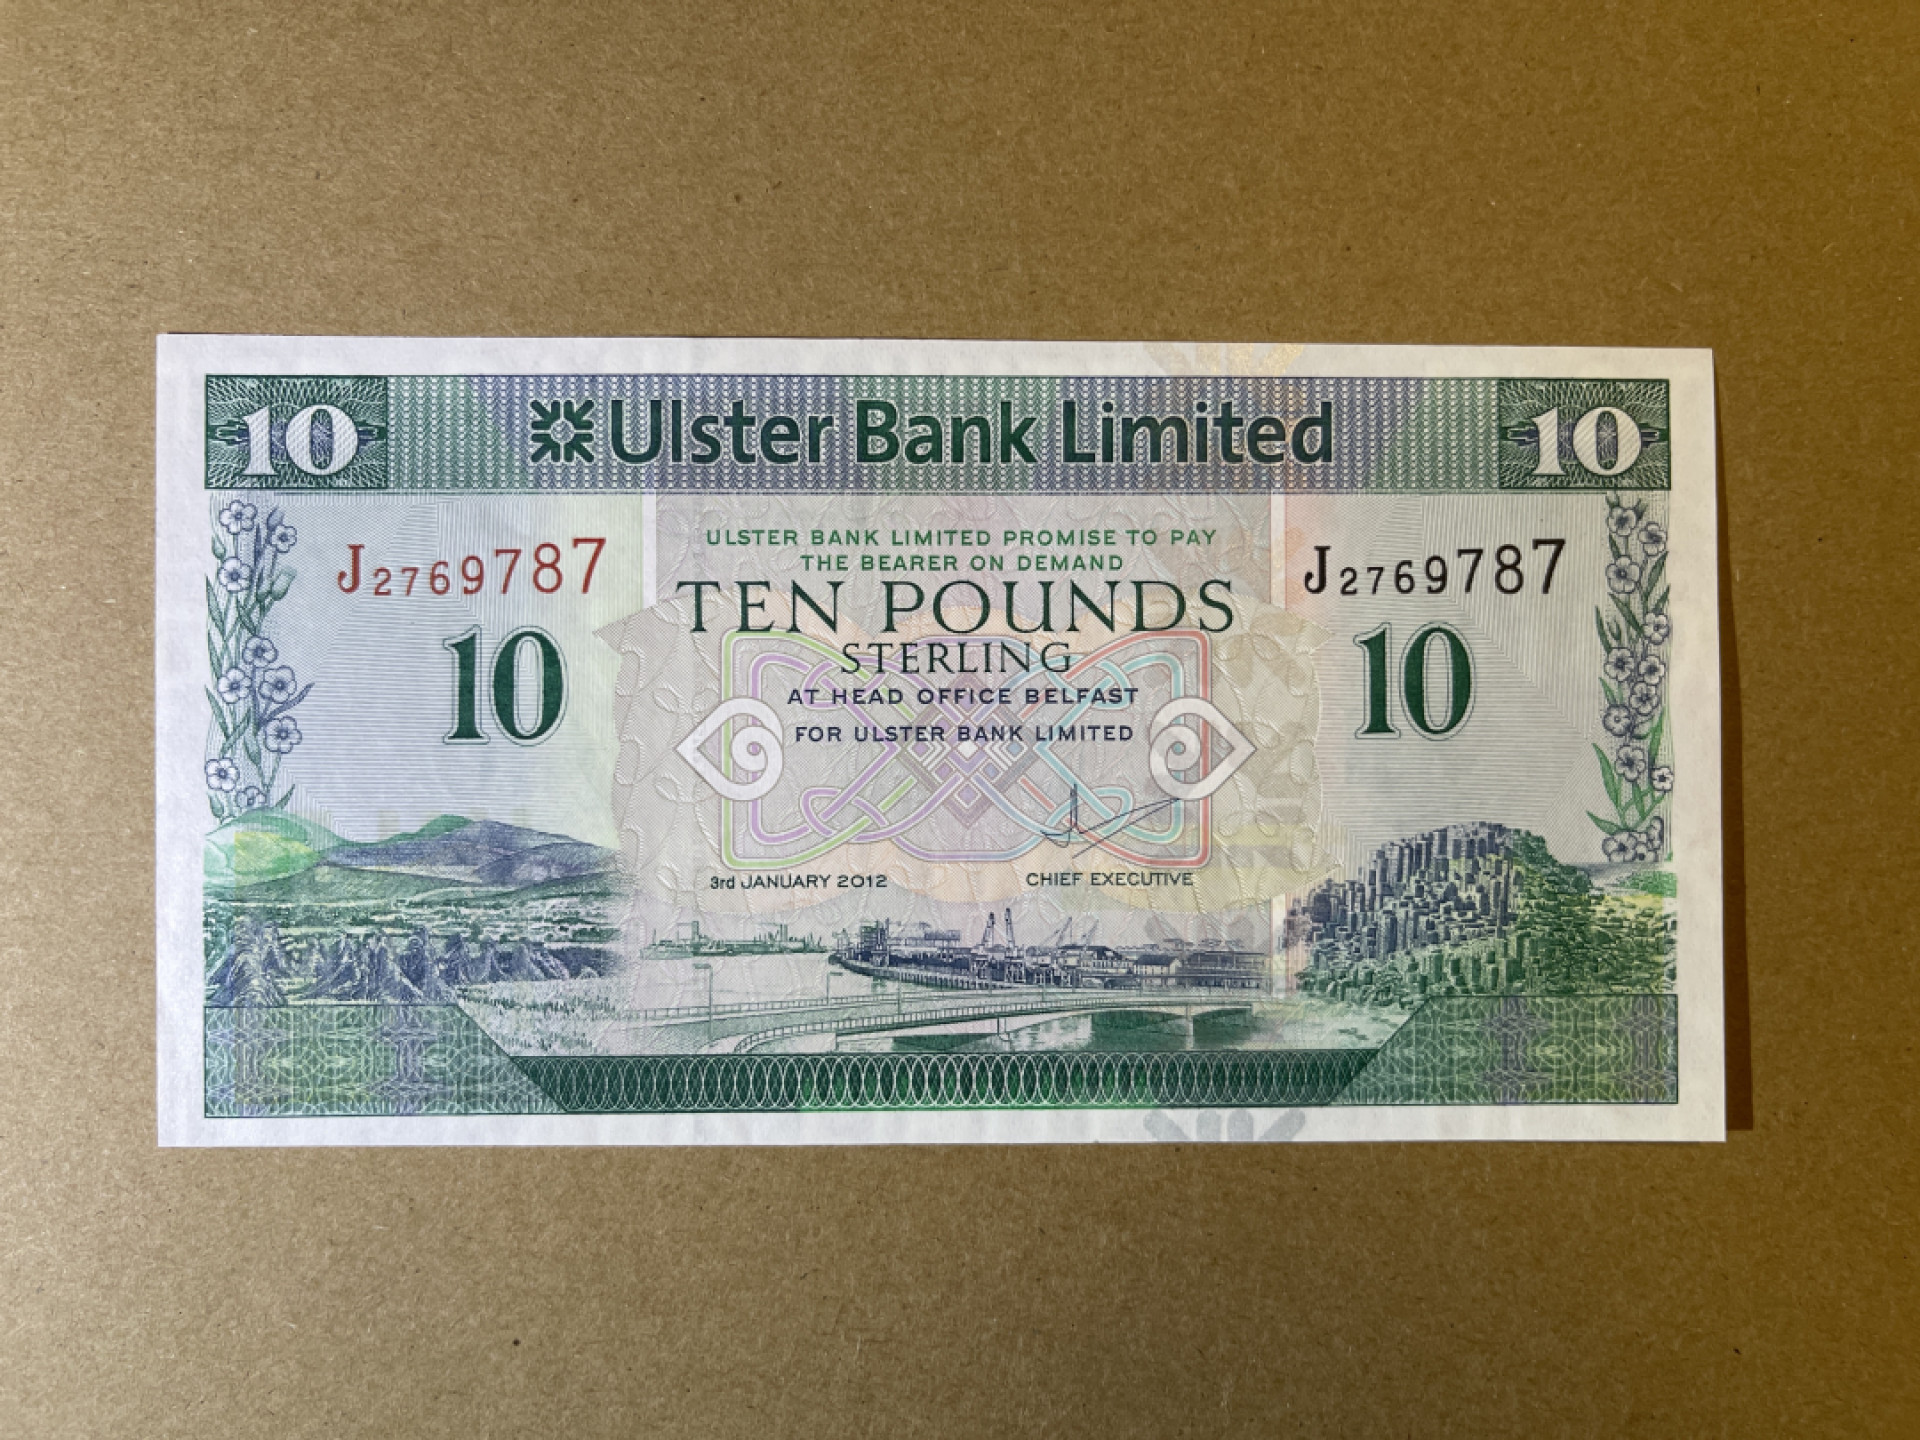 10 Ulster Bank Limited 10
ULSTER BANK LIMITED PROMISE TO PAY
THE BEARER ON DEMAND
J2769787 J2769787
TEN POUNDS
STERLING
10 10
AT HEAD OFFICE BELFAST
FOR ULSTER BANK LIMITED
3rd JANUARY 2012 CHIEF EXECUTIVE